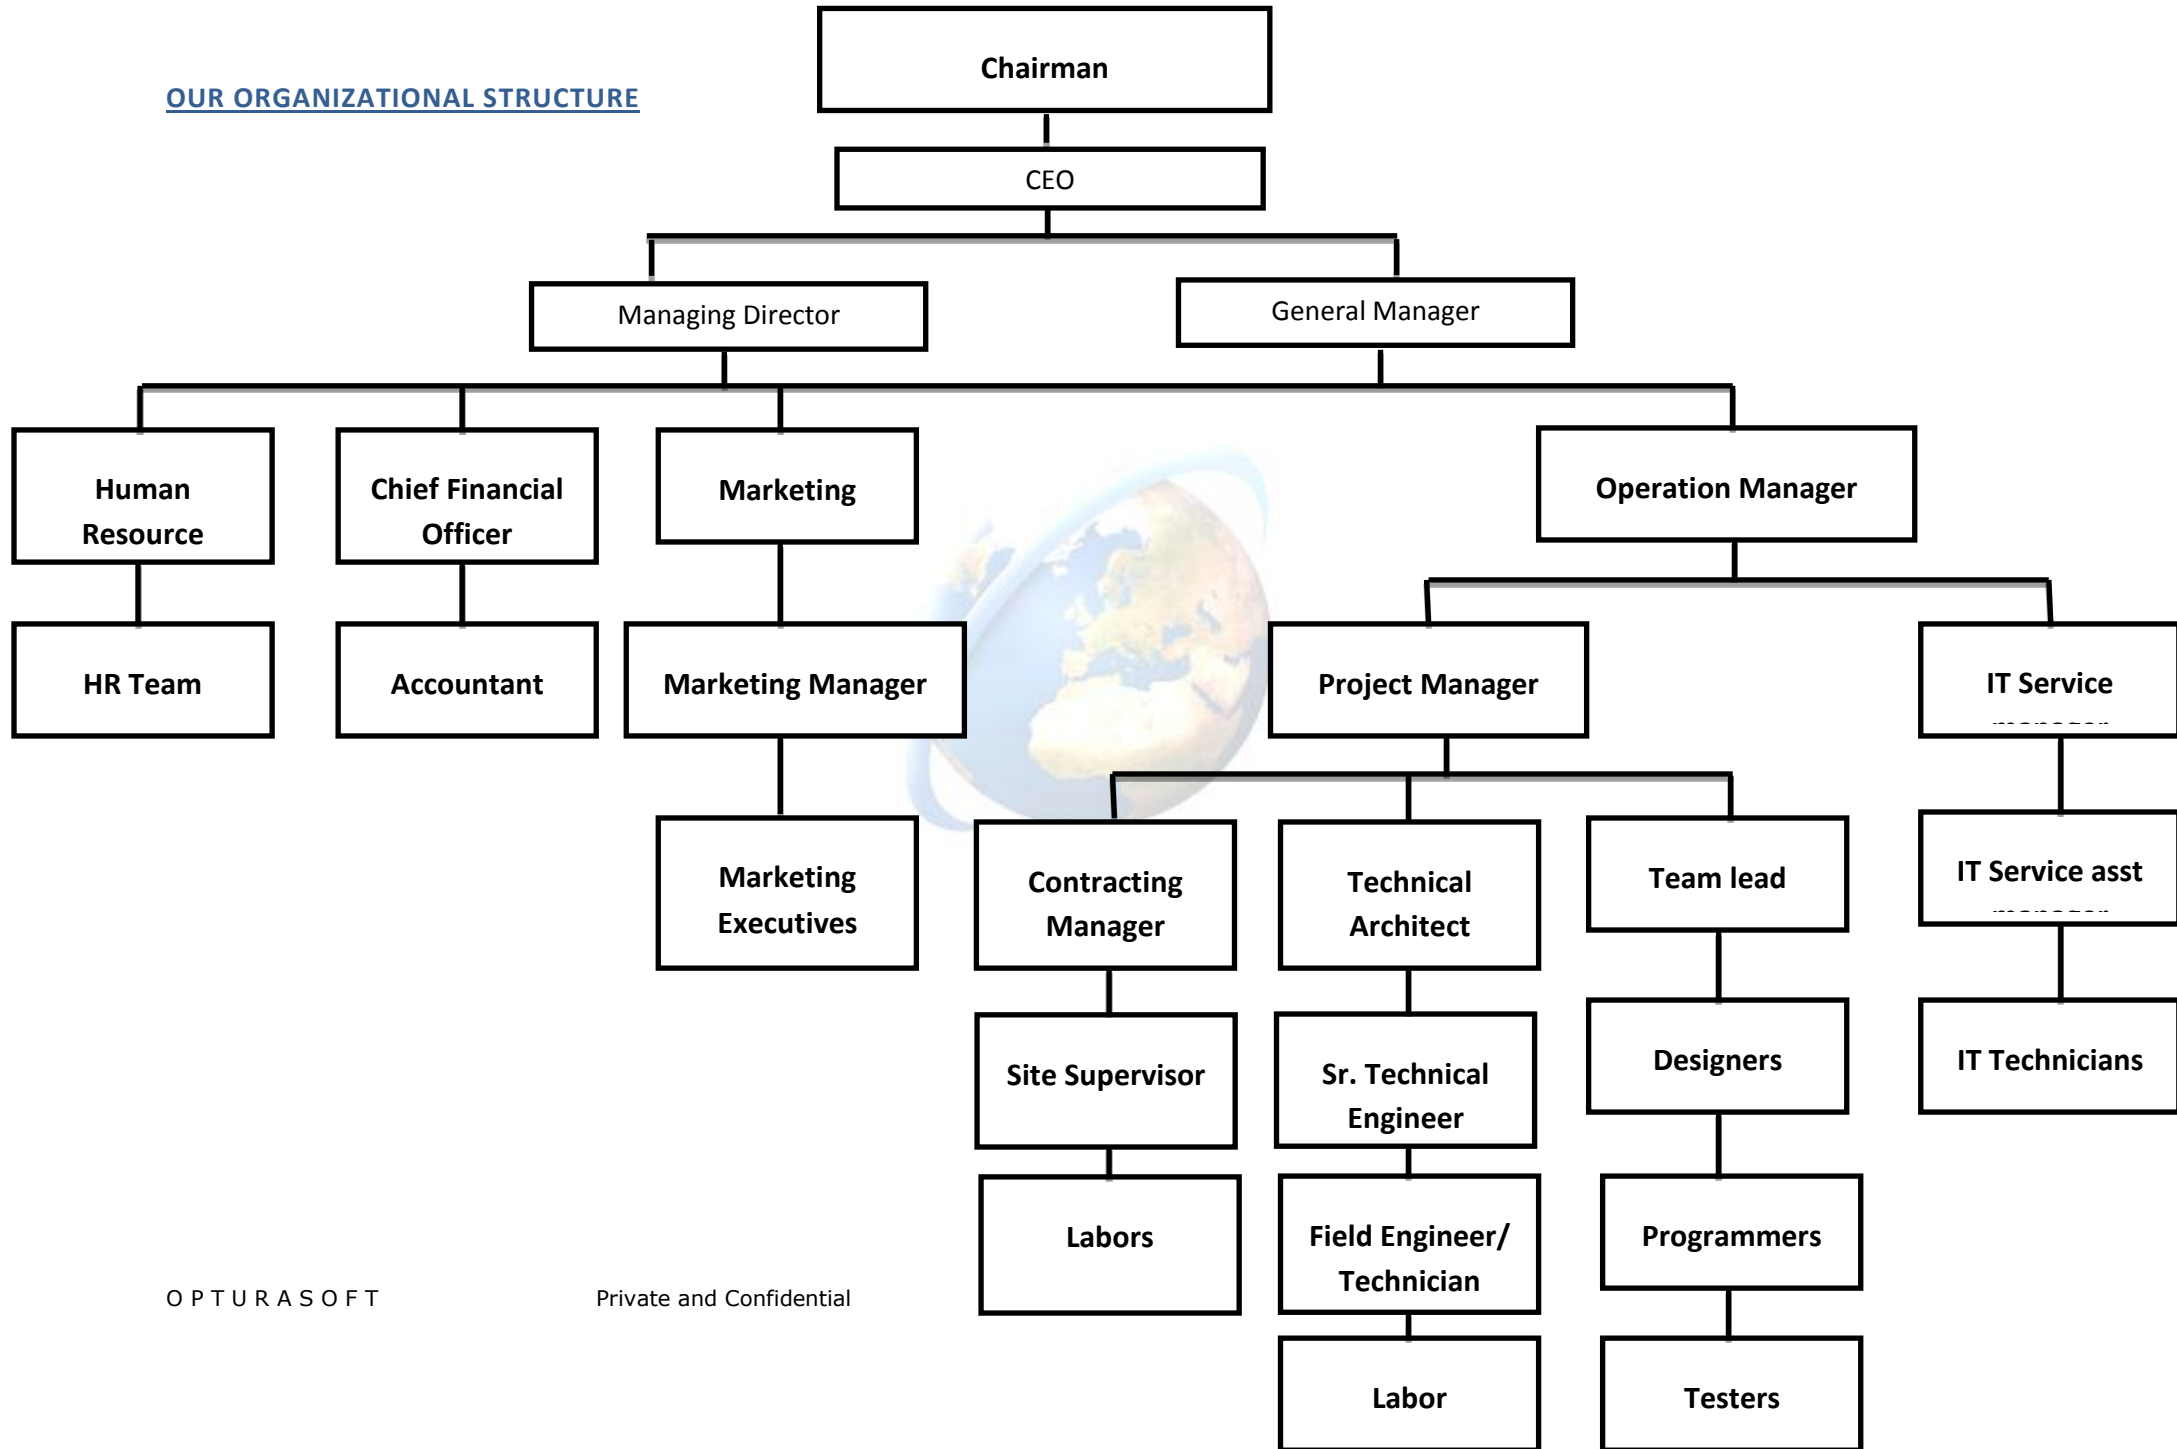 Chairman
OUR ORGANIZATIONAL STRUCTURE
CEO
Managing Director
General Manager
Human
Resource
Chief Financial
Officer
Marketing
Operation Manager
HR Team
Accountant
Marketing Manager
Project Manager
IT Service
Marketing
Executives
Contracting
Manager
Technical
Architect
Team lead
IT Service asst
Site Supervisor
Sr. Technical
Engineer
Designers
IT Technicians
Labors
Field Engineer/
Technician
Programmers
OPTURASOFT Private and Confidential
Labor
Testers